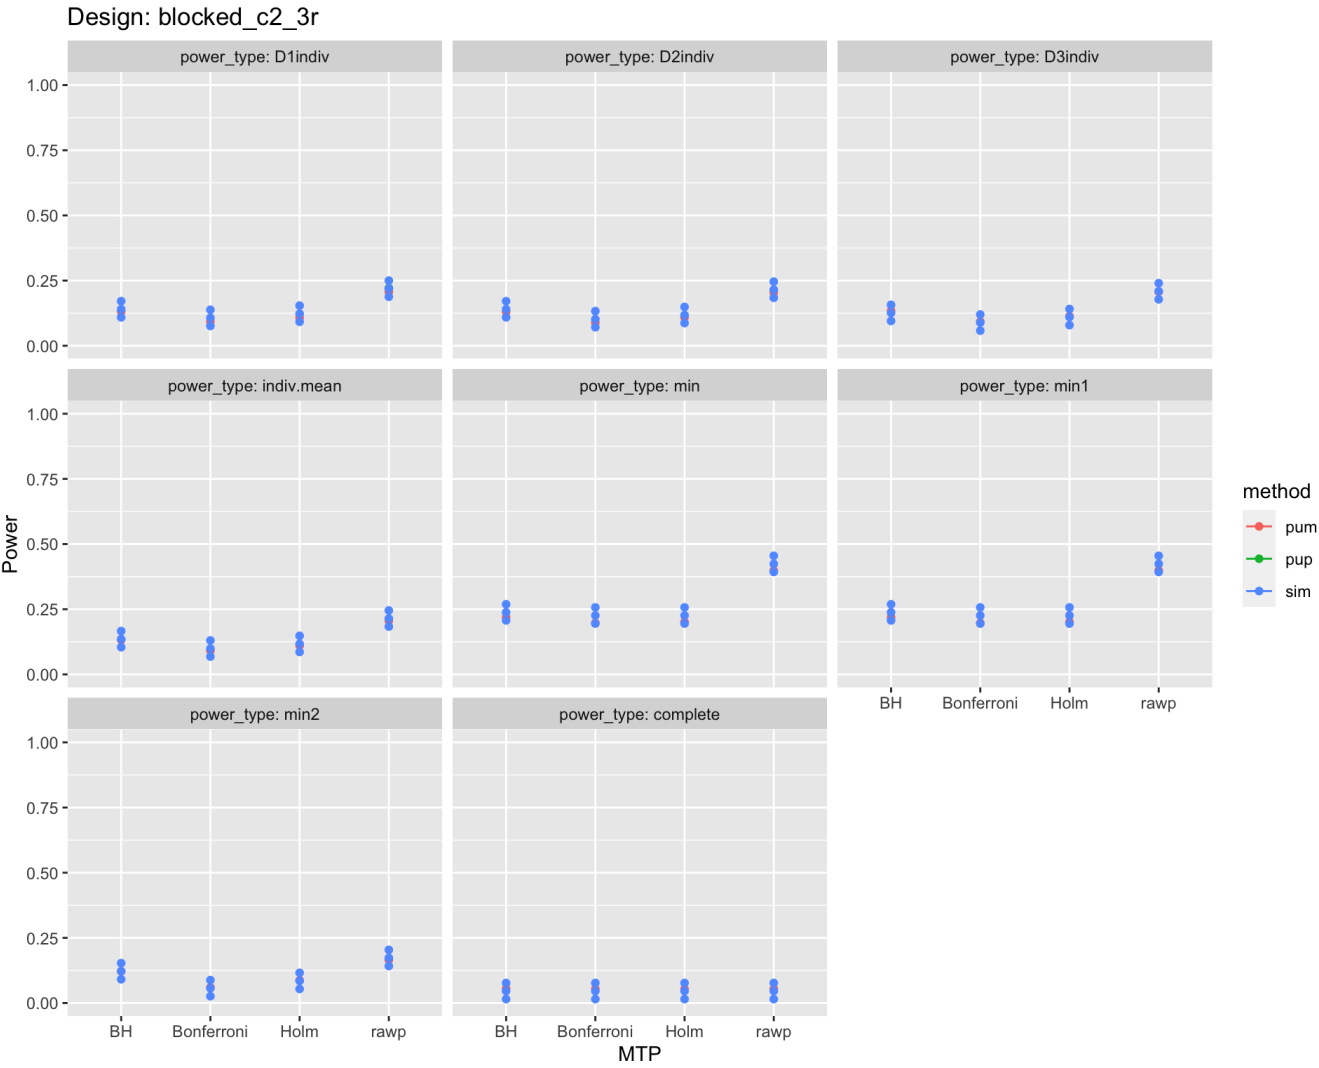 Design: blocked_c2_3r
power_type: D1indiv
power_type: D2indiv
power_type: D3indiv
1.00
0.75
0.50
0.25
0.00
power_type: indiv.mean
power_type: min
power_type: min1
1.00
0.75
0.50
0.25
0.00
BH Bonferroni Holm rawp
power_type: min2
power_type: complete
1.00
0.75
0.50
0.25
0.00
BH Bonferroni Holm rawp
BH Bonferroni Holm rawp
MTP
Power
method
pum
pup
sim